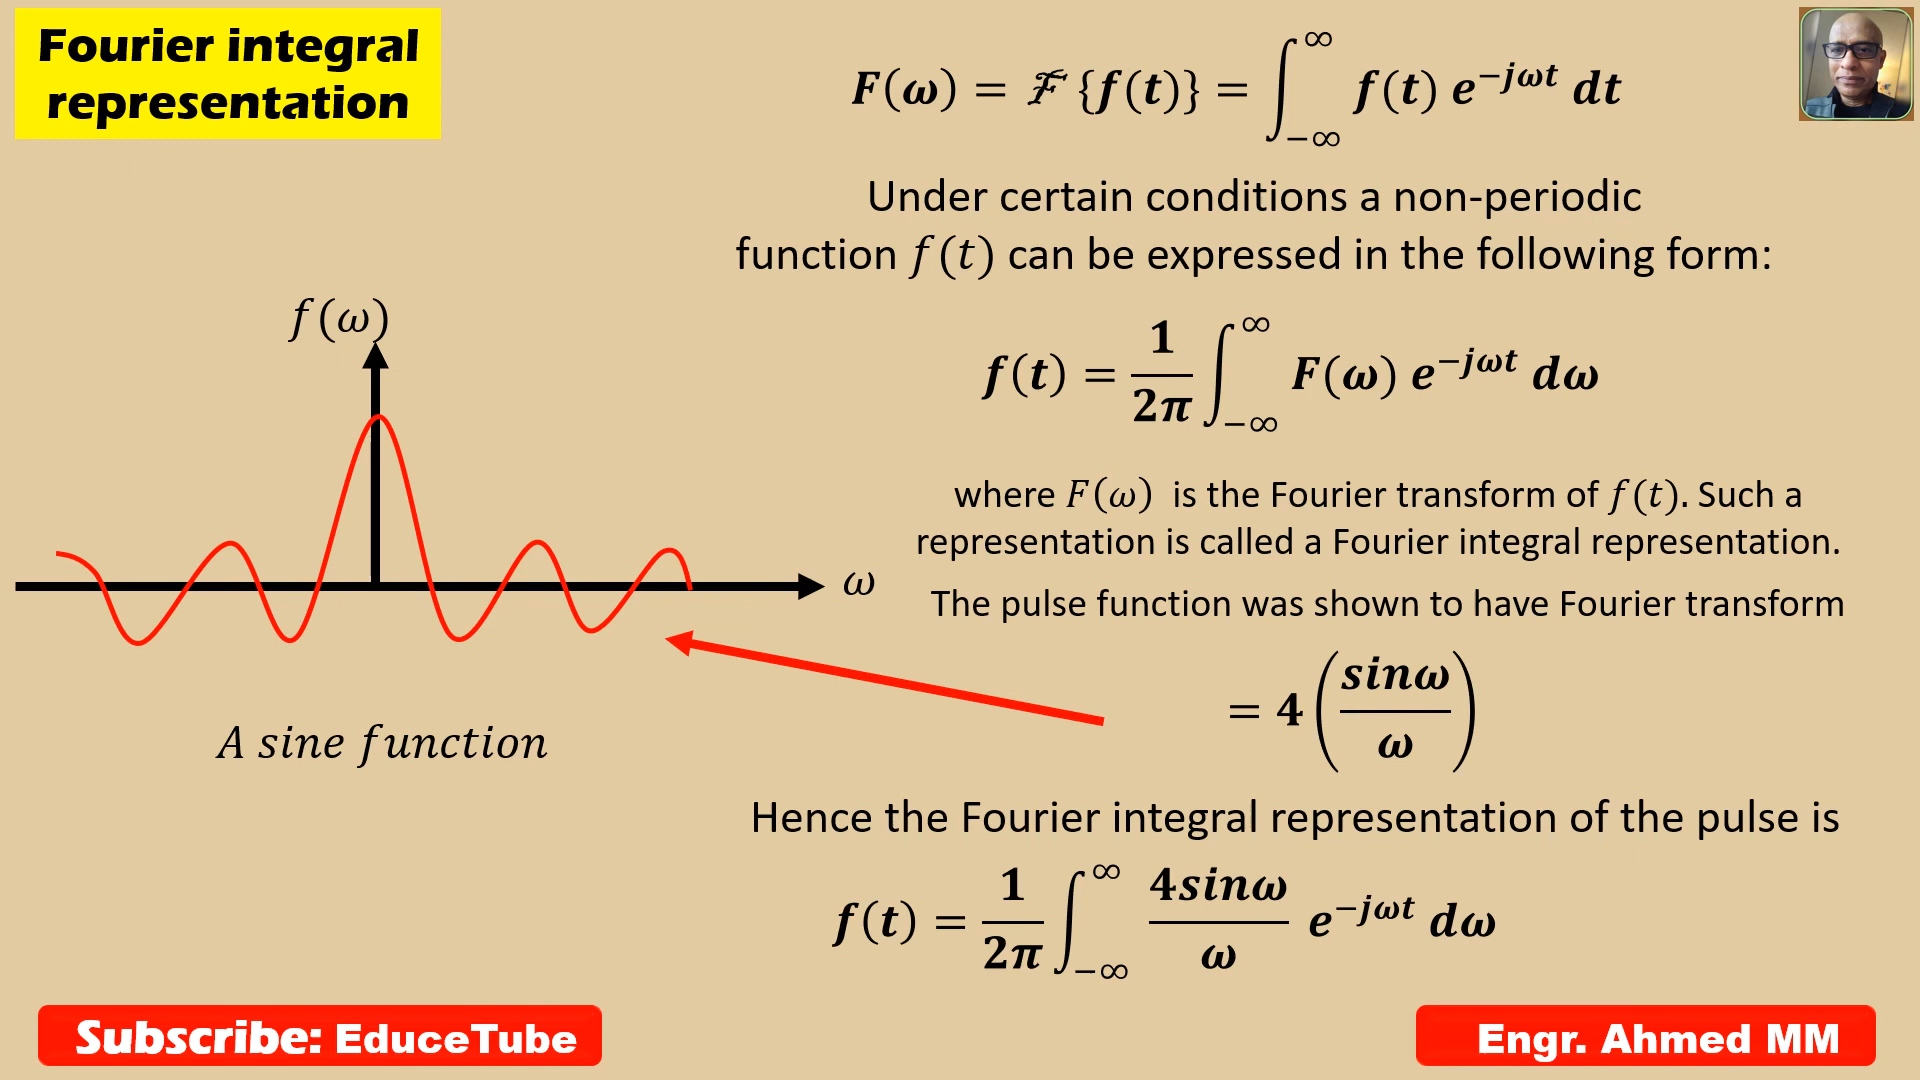 Fourier integral
representation
F(ω) = ℱ {f(t)} = ∫_{−∞}^{∞} f(t) e^{−jωt} dt
Under certain conditions a non-periodic
function f(t) can be expressed in the following form:
f(t) = 1/2π ∫_{−∞}^{∞} F(ω) e^{−jωt} dω
where F(ω) is the Fourier transform of f(t). Such a
representation is called a Fourier integral representation.
The pulse function was shown to have Fourier transform
= 4 (sinω/ω)
f(ω)
ω
A sine function
Hence the Fourier integral representation of the pulse is
f(t) = 1/2π ∫_{−∞}^{∞} 4sinω/ω e^{−jωt} dω
Subscribe: EduceTube
Engr. Ahmed MM